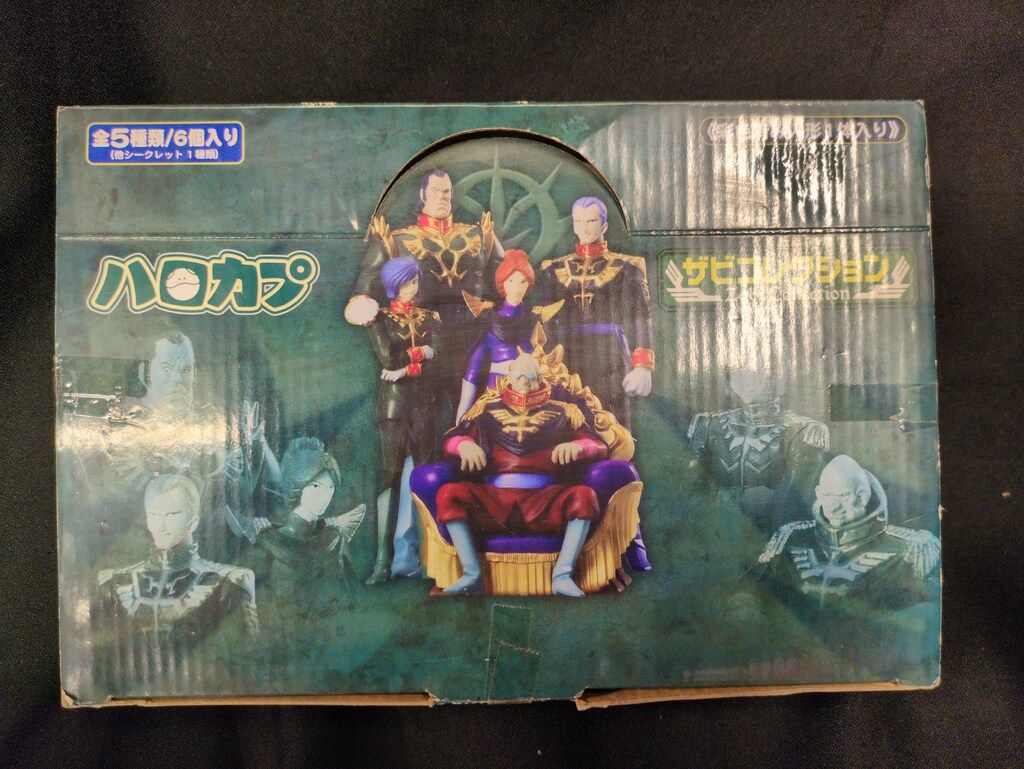 全5種類/6個入り
(他シークレット1種類)
ハロカプ
ザビコレクション